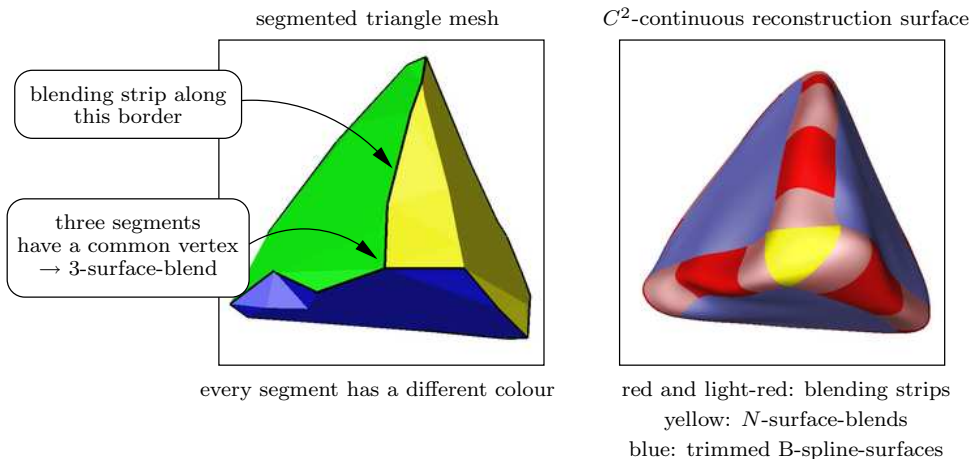 segmented triangle mesh
blending strip along
this border
three segments
have a common vertex
→ 3-surface-blend
every segment has a different colour
C²-continuous reconstruction surface
red and light-red: blending strips
yellow: N-surface-blends
blue: trimmed B-spline-surfaces